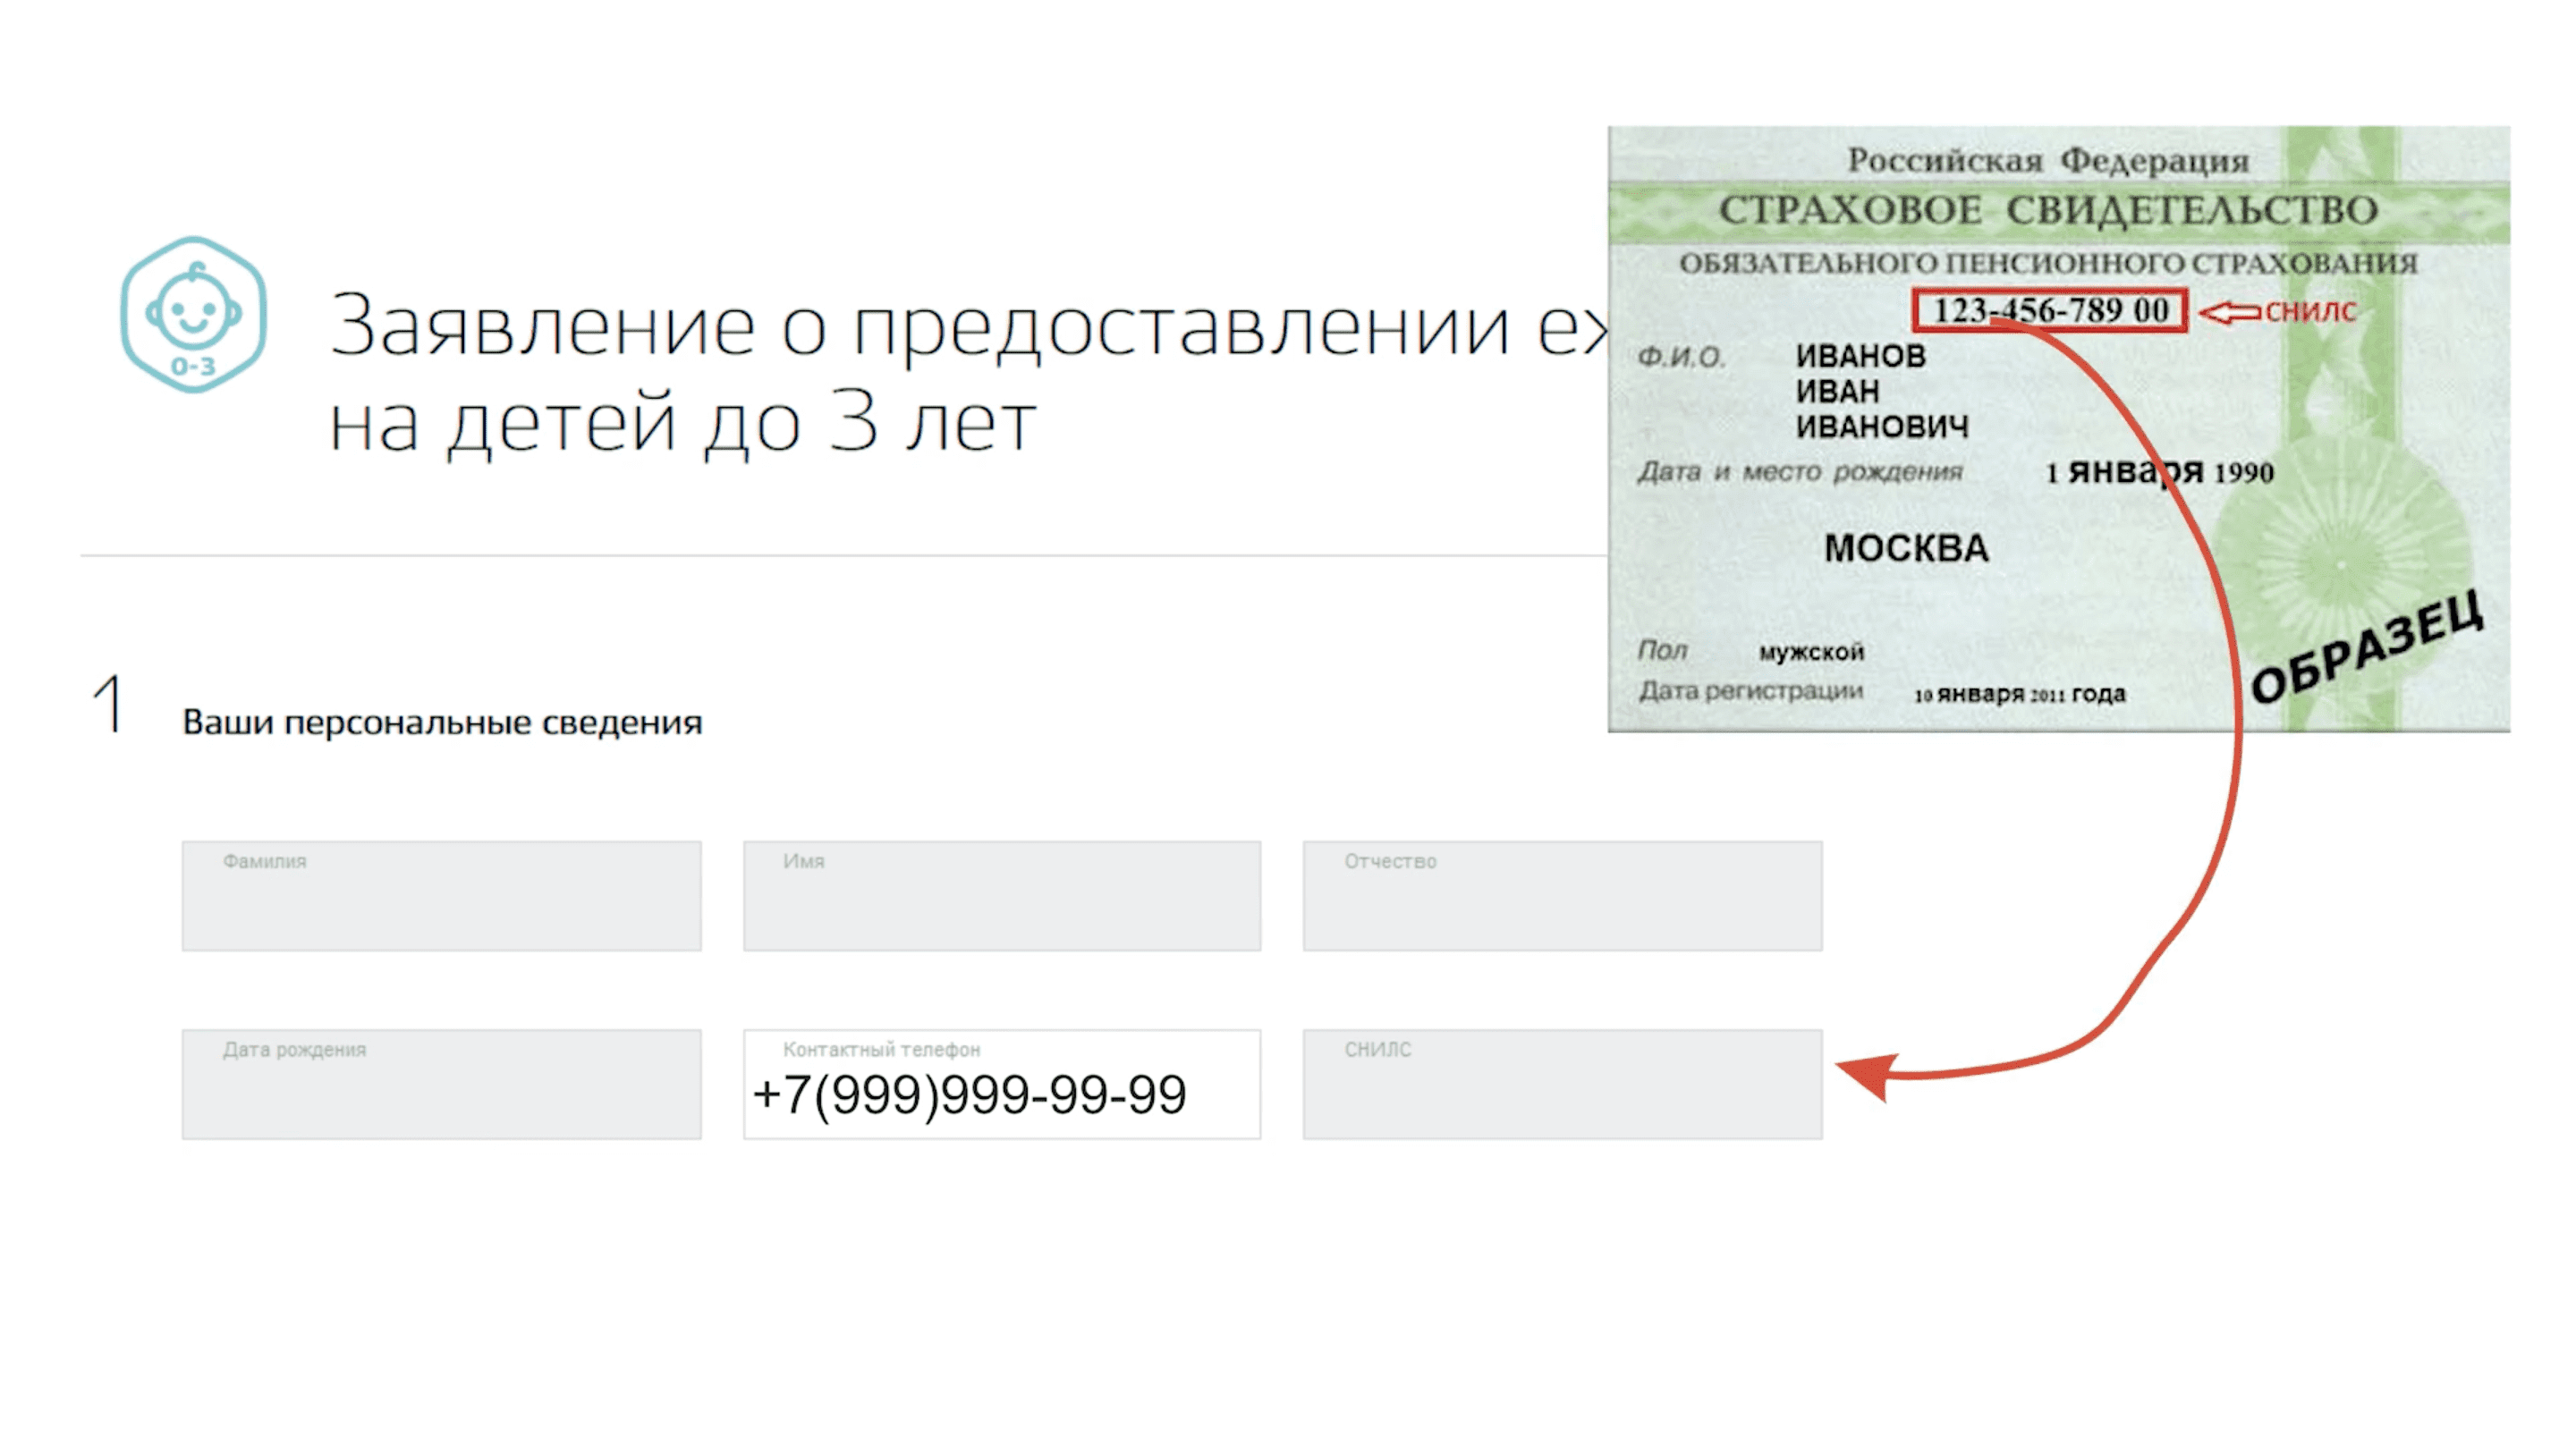 0-3
Заявление о предоставлении еж
на детей до 3 лет
Российская Федерация
СТРАХОВОЕ СВИДЕТЕЛЬСТВО
ОБЯЗАТЕЛЬНОГО ПЕНСИОННОГО СТРАХОВАНИЯ
123-456-789 00 СНИЛС
Ф.И.О. ИВАНОВ
ИВАН
ИВАНОВИЧ
Дата и место рождения 1 января 1990
МОСКВА
Пол мужской
Дата регистрации 10 января 2011 года
ОБРАЗЕЦ
1 Ваши персональные сведения
Фамилия Имя Отчество
Дата рождения Контактный телефон СНИЛС
+7(999)999-99-99